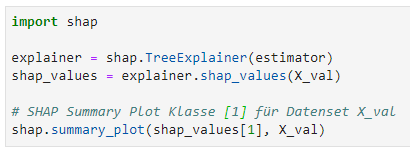 import shap
explainer = shap.TreeExplainer(estimator)
shap_values = explainer.shap_values(X_val)
# SHAP Summary Plot Klasse [1] für Datenset X_val
shap.summary_plot(shap_values[1], X_val)